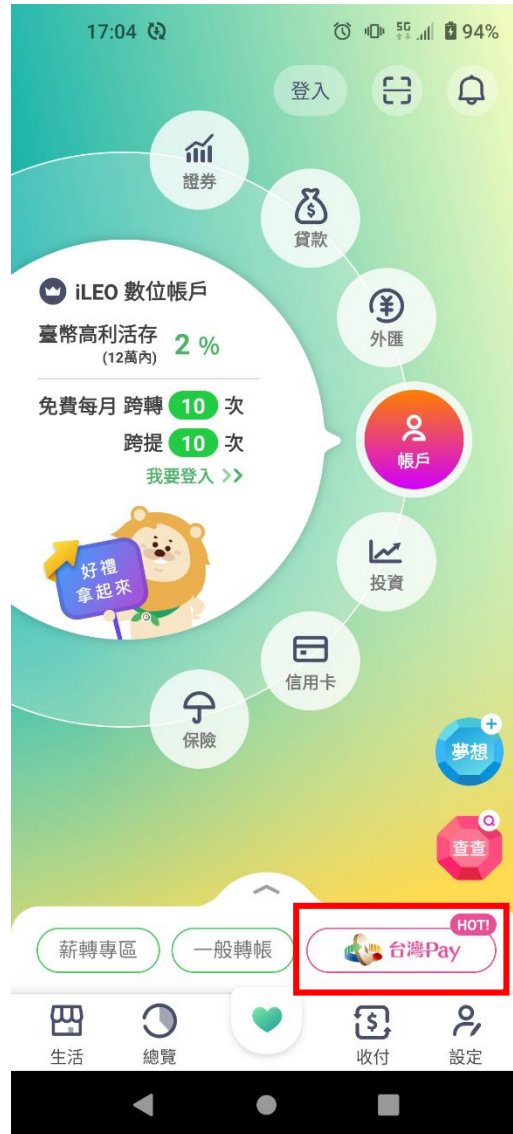 17:04
5G
94%
登入
證券
貸款
iLEO 數位帳戶
外匯
臺幣高利活存 2 %
(12萬內)
免費每月 跨轉 10 次
跨提 10 次
帳戶
我要登入 >>
好禮
拿起來
投資
信用卡
保險
夢想
查查
HOT!
薪轉專區
一般轉帳
台灣Pay
生活
總覽
收付
設定